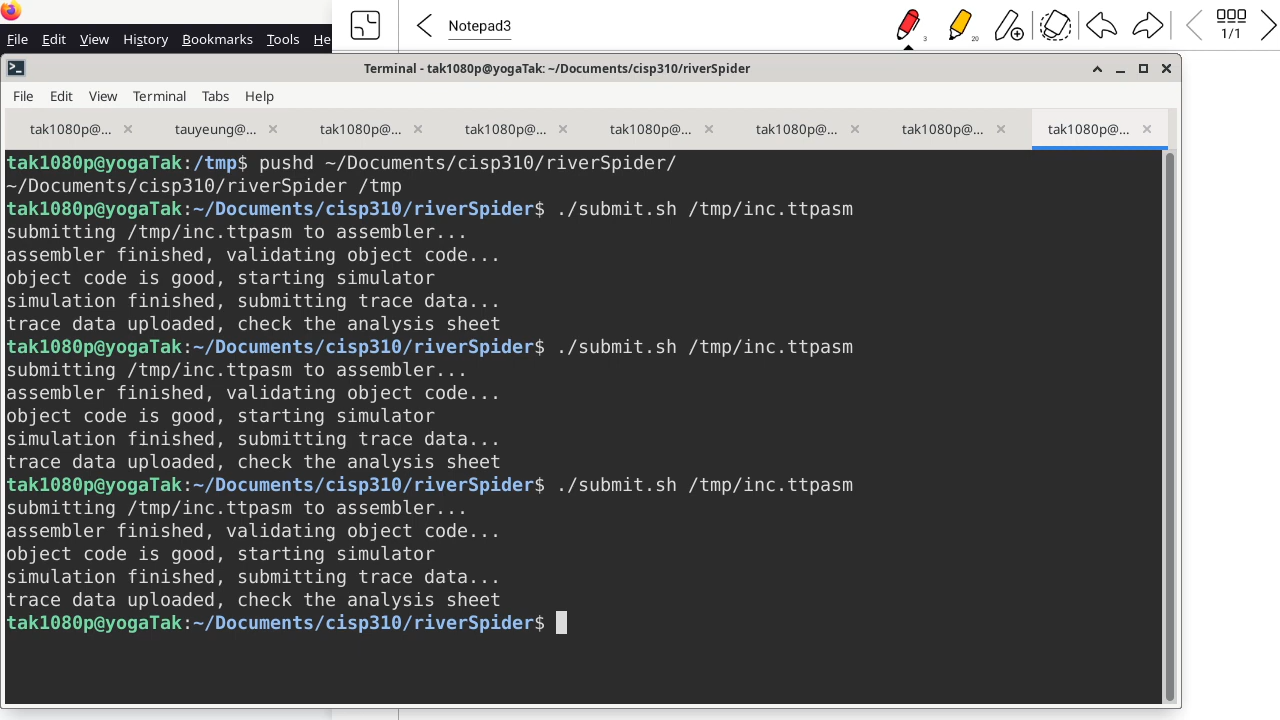 File Edit View History Bookmarks Tools He
Notepad3
3
20
1/1
Terminal - tak1080p@yogaTak: ~/Documents/cisp310/riverSpider
File Edit View Terminal Tabs Help
tak1080p@... tauyeung@... tak1080p@... tak1080p@... tak1080p@... tak1080p@... tak1080p@... tak1080p@...
tak1080p@yogaTak:/tmp$ pushd ~/Documents/cisp310/riverSpider/
~/Documents/cisp310/riverSpider /tmp
tak1080p@yogaTak:~/Documents/cisp310/riverSpider$ ./submit.sh /tmp/inc.ttpasm
submitting /tmp/inc.ttpasm to assembler...
assembler finished, validating object code...
object code is good, starting simulator
simulation finished, submitting trace data...
trace data uploaded, check the analysis sheet
tak1080p@yogaTak:~/Documents/cisp310/riverSpider$ ./submit.sh /tmp/inc.ttpasm
submitting /tmp/inc.ttpasm to assembler...
assembler finished, validating object code...
object code is good, starting simulator
simulation finished, submitting trace data...
trace data uploaded, check the analysis sheet
tak1080p@yogaTak:~/Documents/cisp310/riverSpider$ ./submit.sh /tmp/inc.ttpasm
submitting /tmp/inc.ttpasm to assembler...
assembler finished, validating object code...
object code is good, starting simulator
simulation finished, submitting trace data...
trace data uploaded, check the analysis sheet
tak1080p@yogaTak:~/Documents/cisp310/riverSpider$